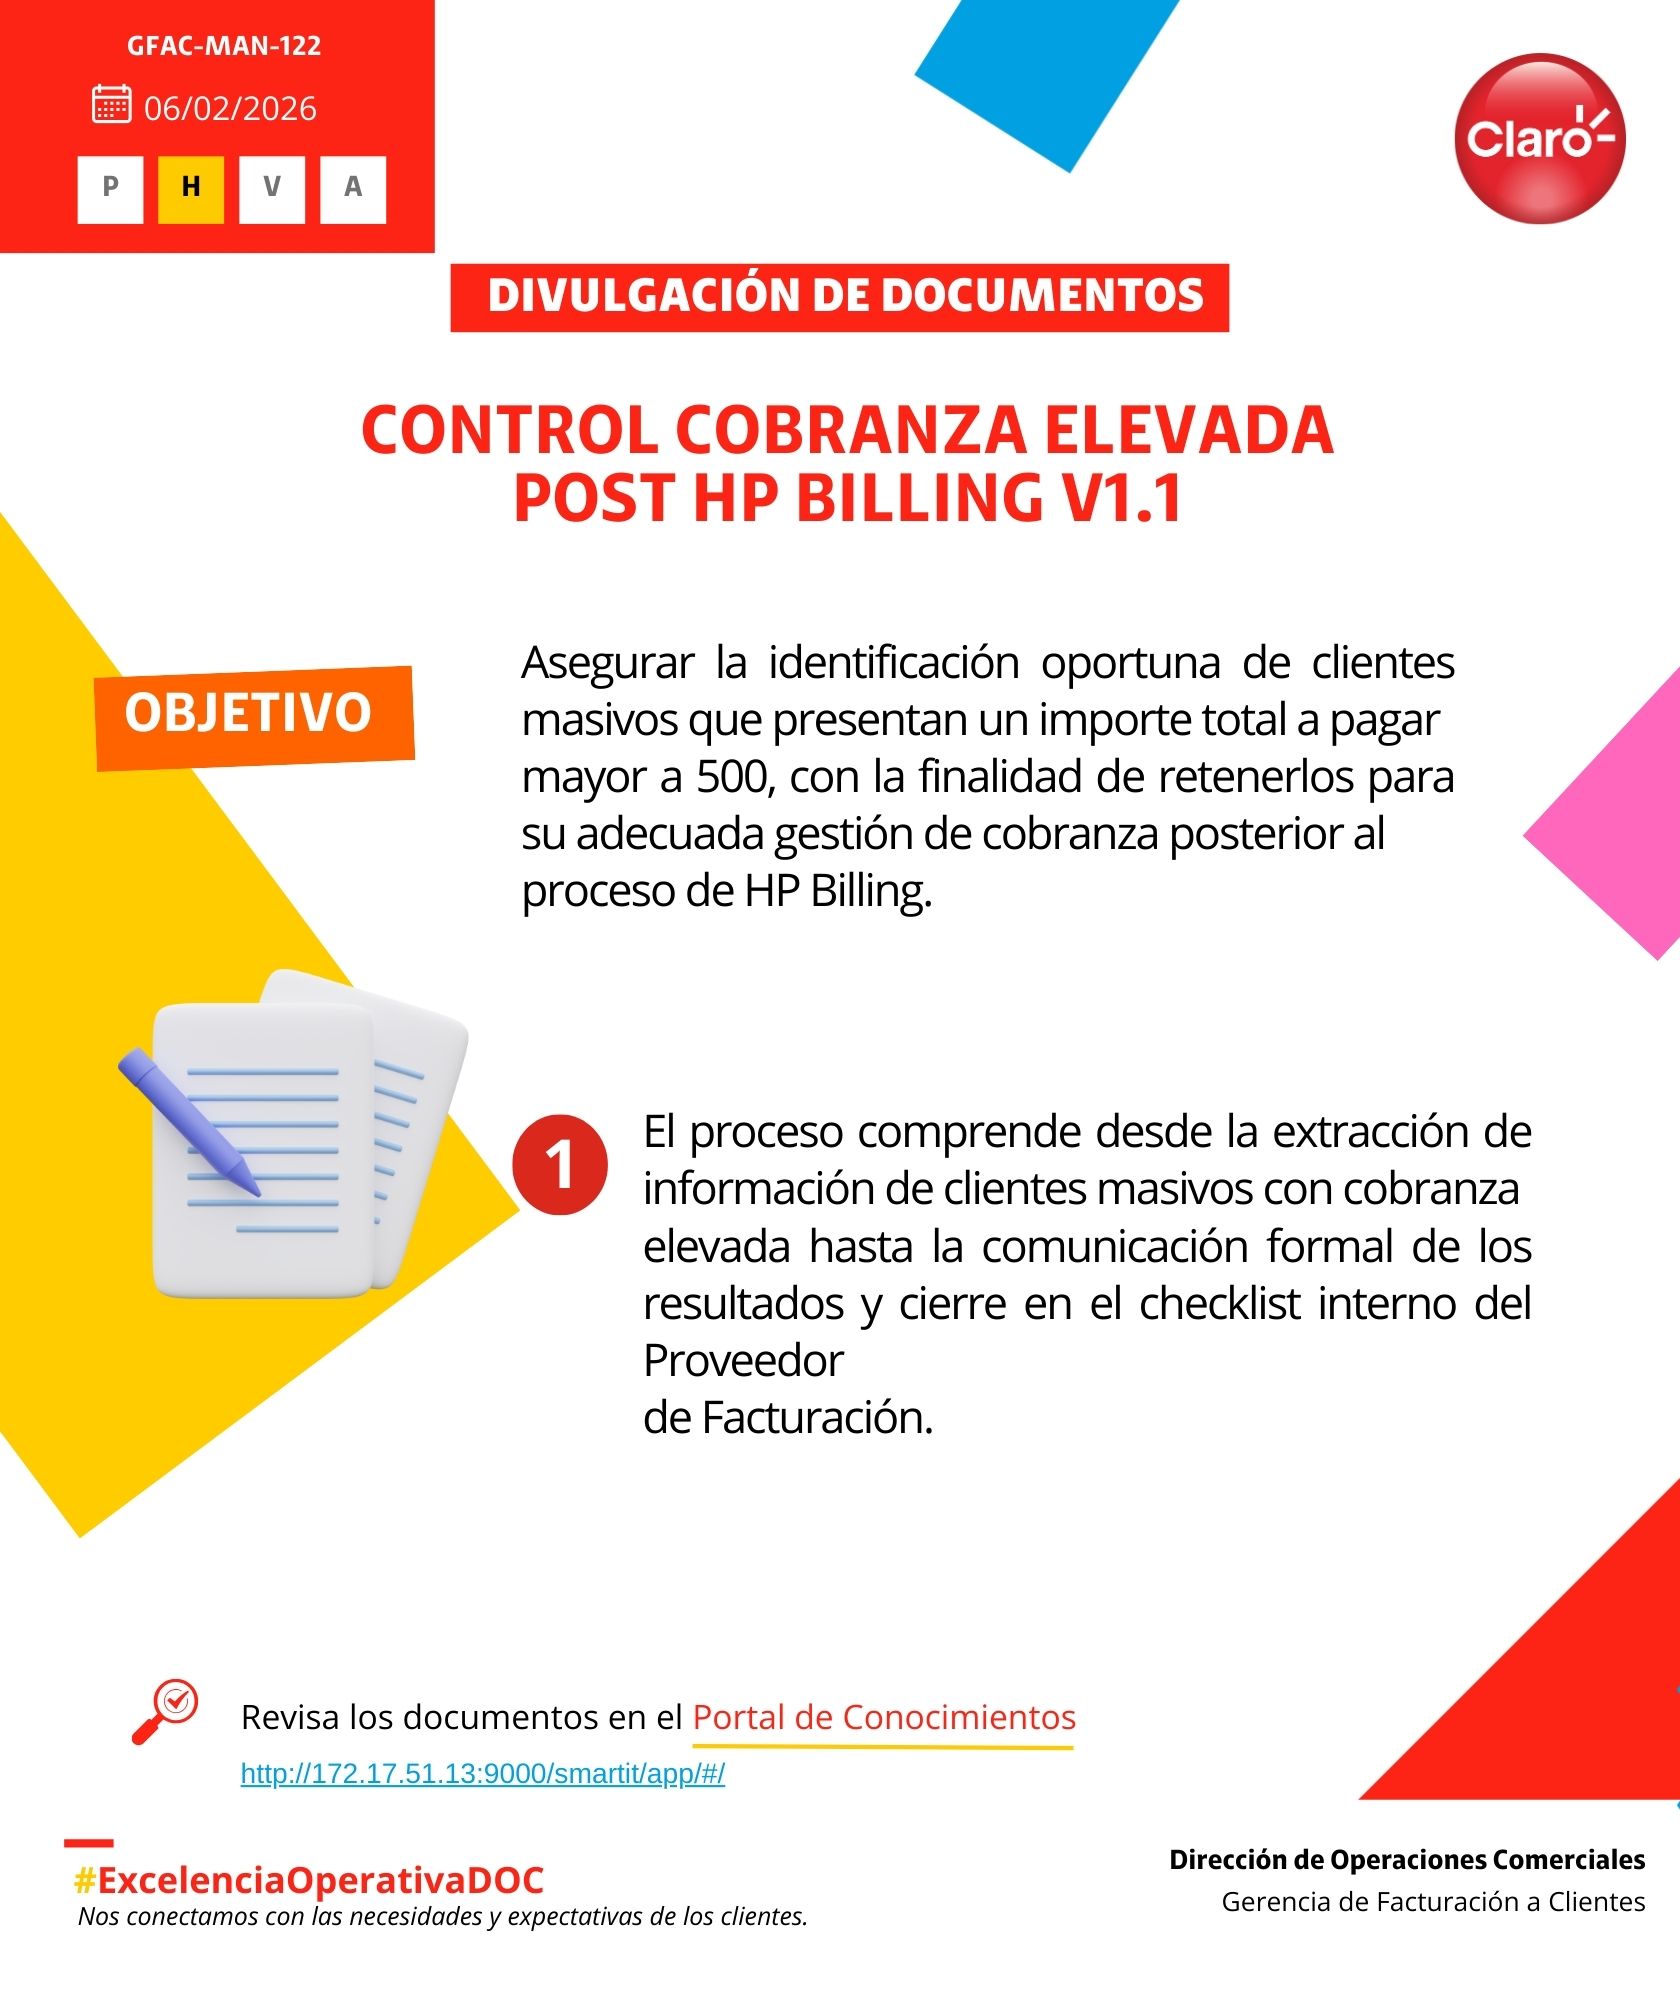 GFAC-MAN-122
06/02/2026
P H V A
Claro
DIVULGACIÓN DE DOCUMENTOS
CONTROL COBRANZA ELEVADA
POST HP BILLING V1.1
OBJETIVO
Asegurar la identificación oportuna de clientes
masivos que presentan un importe total a pagar
mayor a 500, con la finalidad de retenerlos para
su adecuada gestión de cobranza posterior al
proceso de HP Billing.
1
El proceso comprende desde la extracción de
información de clientes masivos con cobranza
elevada hasta la comunicación formal de los
resultados y cierre en el checklist interno del
Proveedor
de Facturación.
Revisa los documentos en el Portal de Conocimientos
http://172.17.51.13:9000/smartit/app/#/
#ExcelenciaOperativaDOC
Nos conectamos con las necesidades y expectativas de los clientes.
Dirección de Operaciones Comerciales
Gerencia de Facturación a Clientes